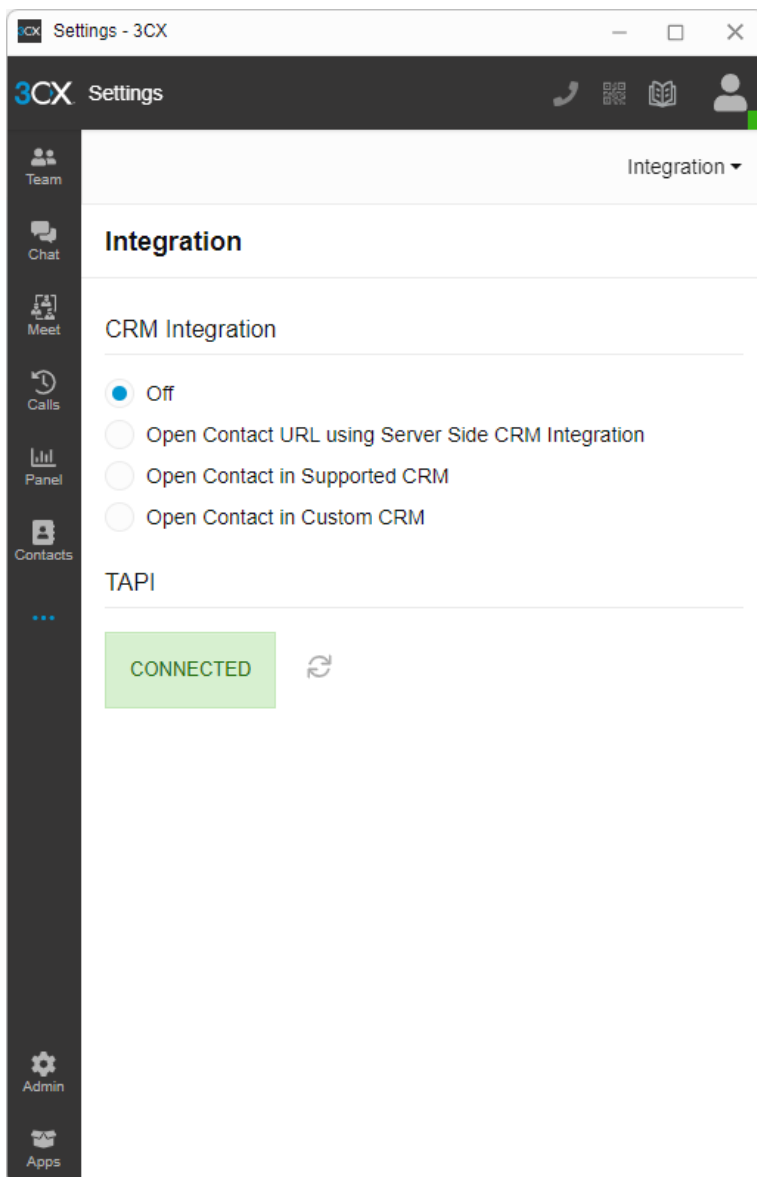 3CX Settings - 3CX
3CX Settings
Team
Integration
Integration
Chat
Meet
CRM Integration
Calls
Off
Open Contact URL using Server Side CRM Integration
Panel
Open Contact in Supported CRM
Open Contact in Custom CRM
Contacts
TAPI
CONNECTED
Admin
Apps